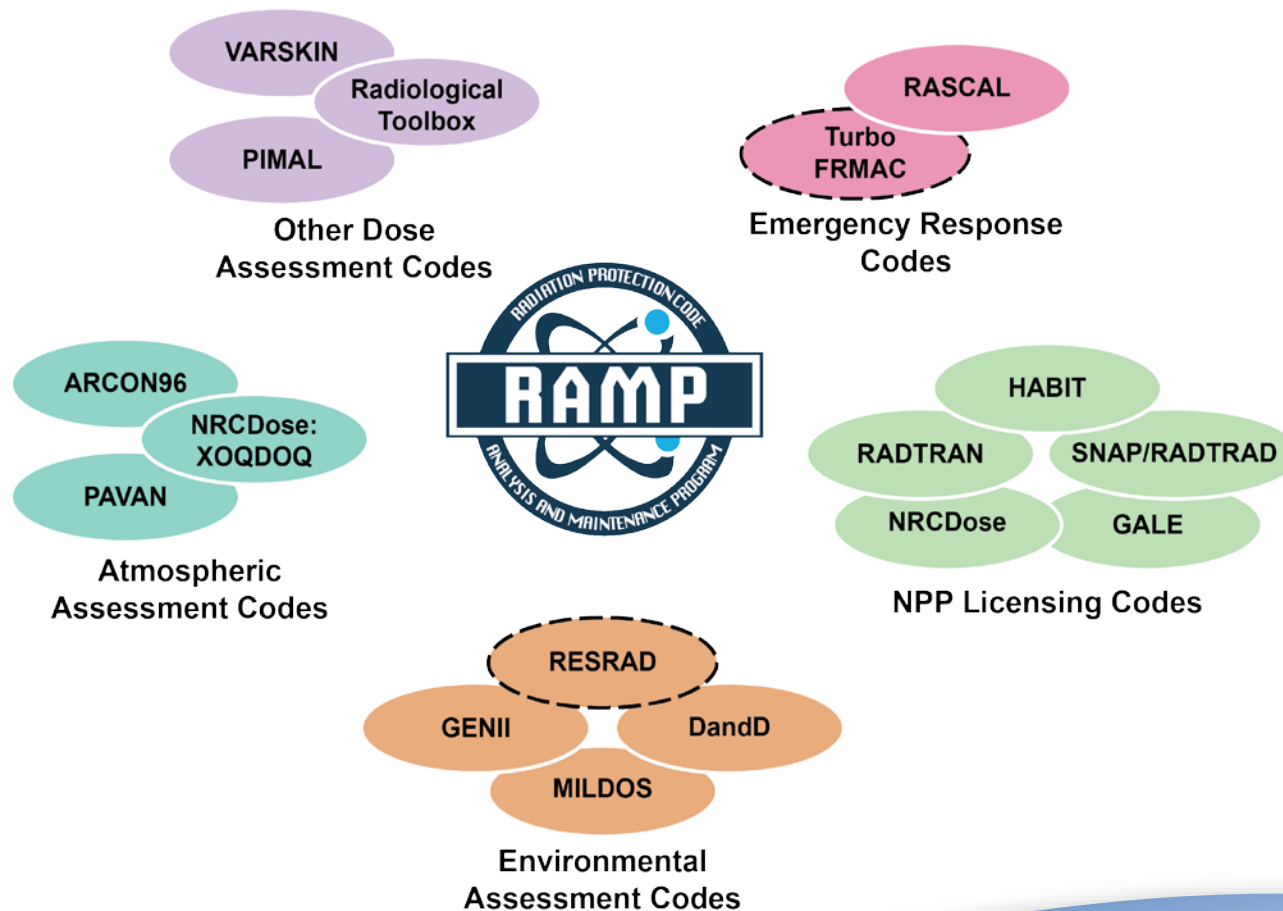 VARSKIN
Radiological
Toolbox
PIMAL
Other Dose
Assessment Codes
RASCAL
Turbo
FRMAC
Emergency Response
Codes
RADIATION PROTECTION CODE
RAMP
ANALYSIS AND MAINTENANCE PROGRAM
ARCON96
NRCDose:
XOQDOQ
PAVAN
Atmospheric
Assessment Codes
HABIT
RADTRAN
SNAP/RADTRAD
NRCDose
GALE
NPP Licensing Codes
RESRAD
GENII
DandD
MILDOS
Environmental
Assessment Codes